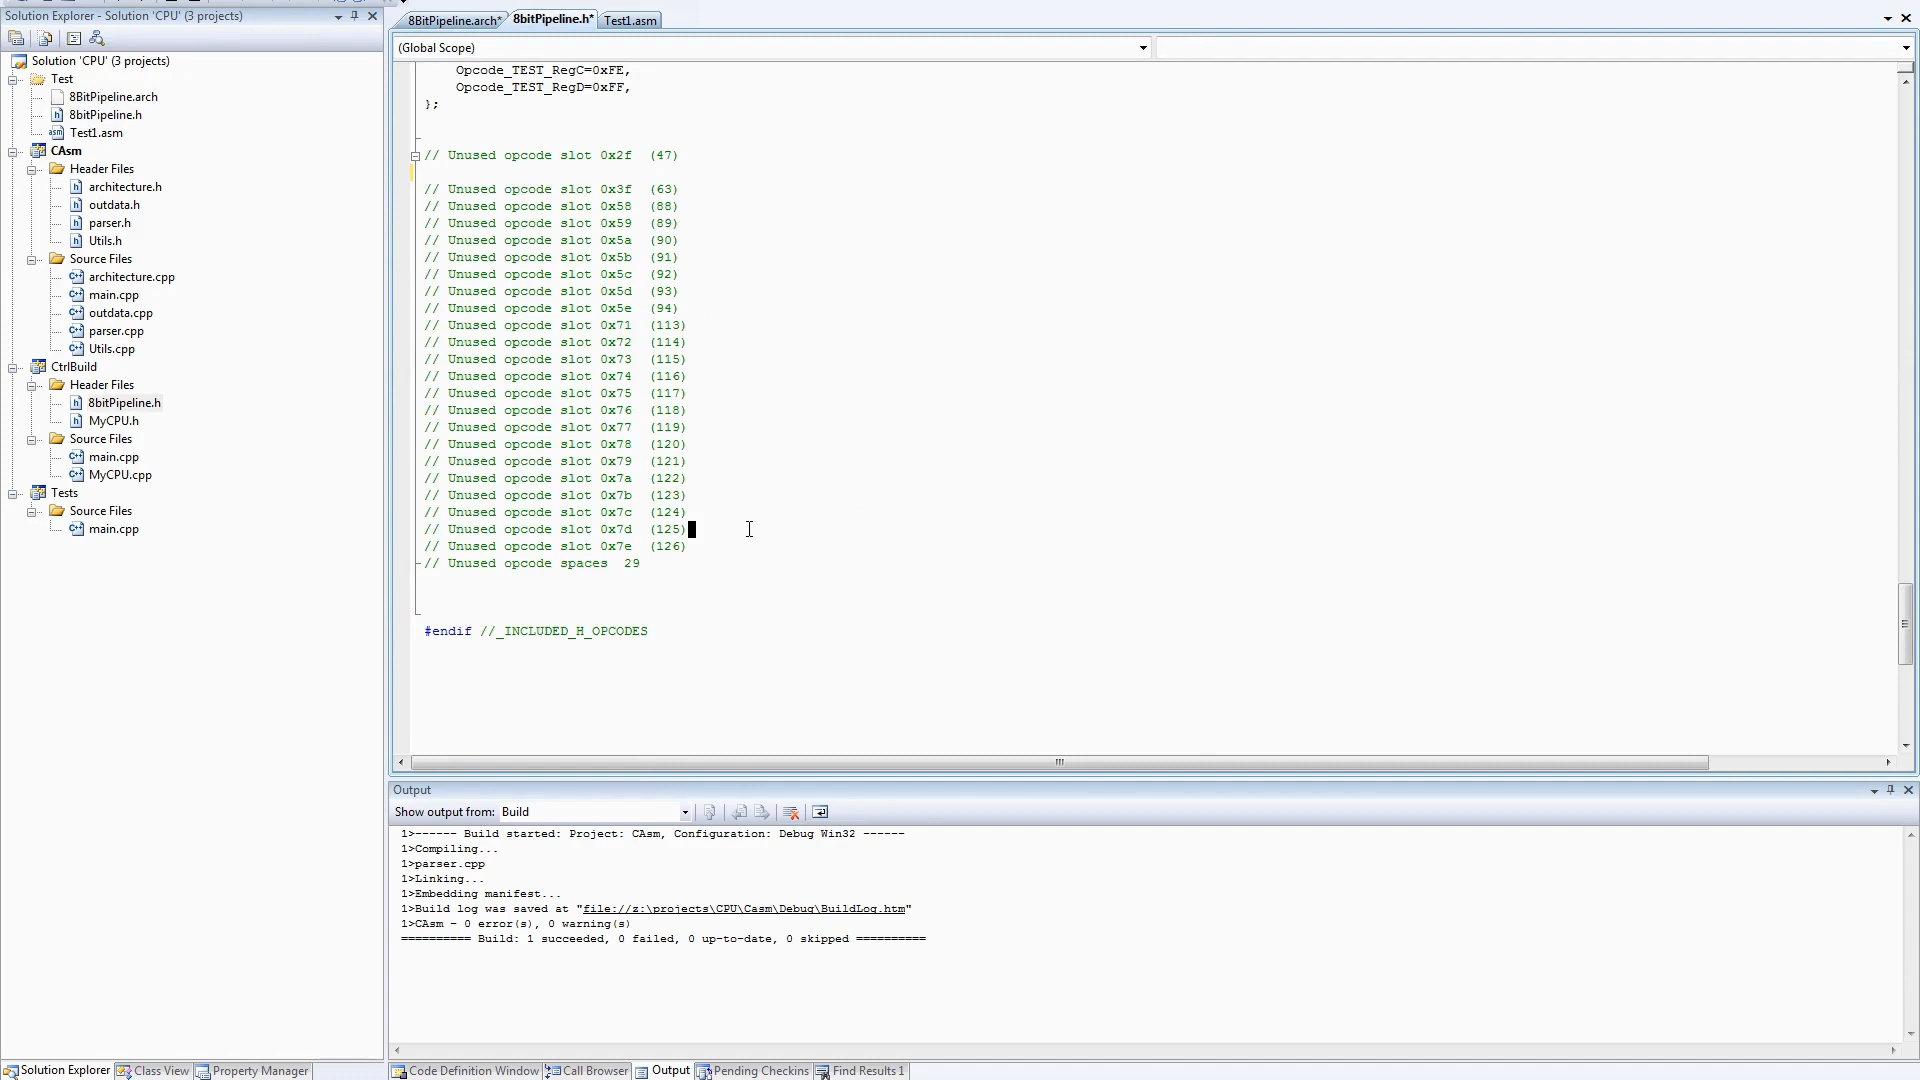 Solution Explorer - Solution 'CPU' (3 projects)
Solution 'CPU' (3 projects)
Test
8BitPipeline.arch
8bitPipeline.h
Test1.asm
CAsm
Header Files
architecture.h
outdata.h
parser.h
Utils.h
Source Files
architecture.cpp
main.cpp
outdata.cpp
parser.cpp
Utils.cpp
CtrlBuild
Header Files
8bitPipeline.h
MyCPU.h
Source Files
main.cpp
MyCPU.cpp
Tests
Source Files
main.cpp
Solution Explorer Class View Property Manager
8BitPipeline.arch* 8bitPipeline.h* Test1.asm
(Global Scope)
Opcode_TEST_RegC=0xFE,
Opcode_TEST_RegD=0xFF,
};
// Unused opcode slot 0x2f (47)
// Unused opcode slot 0x3f (63)
// Unused opcode slot 0x58 (88)
// Unused opcode slot 0x59 (89)
// Unused opcode slot 0x5a (90)
// Unused opcode slot 0x5b (91)
// Unused opcode slot 0x5c (92)
// Unused opcode slot 0x5d (93)
// Unused opcode slot 0x5e (94)
// Unused opcode slot 0x71 (113)
// Unused opcode slot 0x72 (114)
// Unused opcode slot 0x73 (115)
// Unused opcode slot 0x74 (116)
// Unused opcode slot 0x75 (117)
// Unused opcode slot 0x76 (118)
// Unused opcode slot 0x77 (119)
// Unused opcode slot 0x78 (120)
// Unused opcode slot 0x79 (121)
// Unused opcode slot 0x7a (122)
// Unused opcode slot 0x7b (123)
// Unused opcode slot 0x7c (124)
// Unused opcode slot 0x7d (125)
// Unused opcode slot 0x7e (126)
// Unused opcode spaces 29
#endif //_INCLUDED_H_OPCODES
Output
Show output from: Build
1>------ Build started: Project: CAsm, Configuration: Debug Win32 ------
1>Compiling...
1>parser.cpp
1>Linking...
1>Embedding manifest...
1>Build log was saved at "file://z:\projects\CPU\Casm\Debug\BuildLog.htm"
1>CAsm - 0 error(s), 0 warning(s)
========== Build: 1 succeeded, 0 failed, 0 up-to-date, 0 skipped ==========
Code Definition Window Call Browser Output Pending Checkins Find Results 1